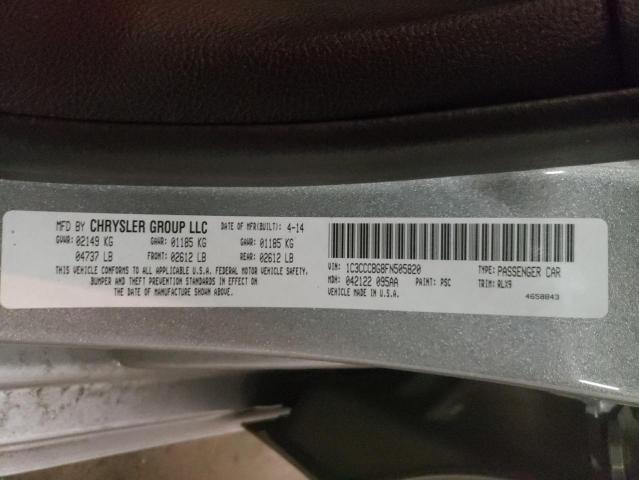 MFD BY CHRYSLER GROUP LLC DATE OF MFR(BUILT): 4-14
GVWR: 02149 KG GAWR: 01185 KG GAWR: 01185 KG
04737 LB FRONT: 02612 LB REAR: 02612 LB
THIS VEHICLE CONFORMS TO ALL APPLICABLE U.S.A. FEDERAL MOTOR VEHICLE SAFETY,
BUMPER AND THEFT PREVENTION STANDARDS IN EFFECT ON
THE DATE OF MANUFACTURE SHOWN ABOVE.
VIN: 1C3CCCBG8FN505820 TYPE: PASSENGER CAR
MDH: 042122 095AA PAINT: PSC TRIM: RLX9
VEHICLE MADE IN U.S.A. 4658843